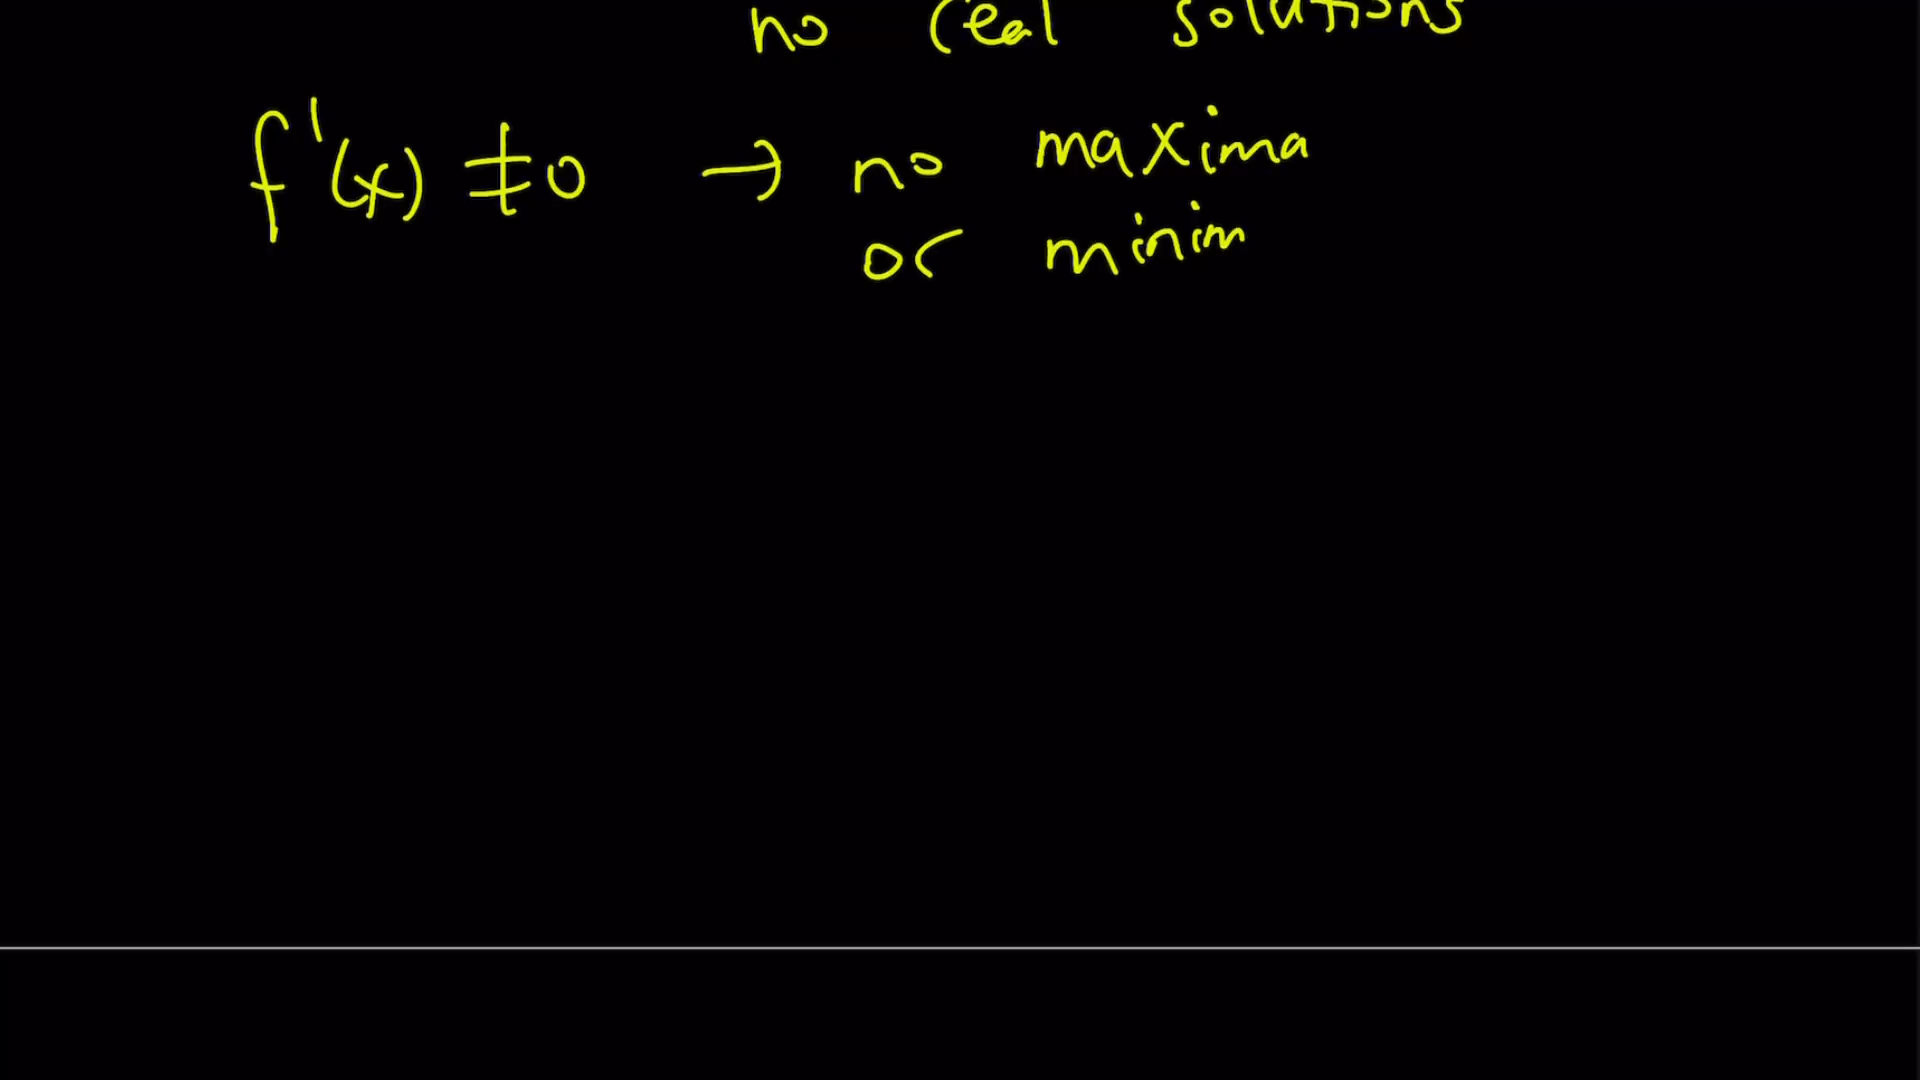 no real solutions
f'(x) ≠ 0 → no maxima
or minim